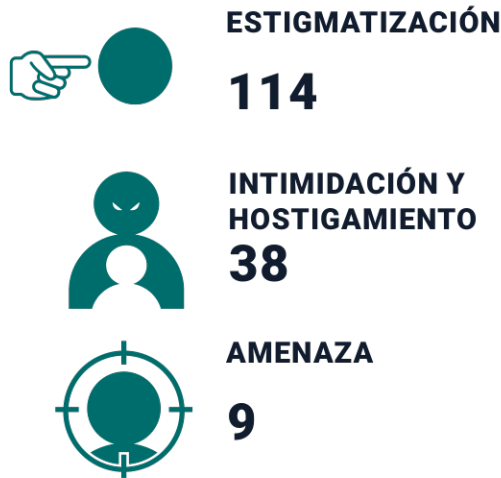 ESTIGMATIZACIÓN
114
INTIMIDACIÓN Y
HOSTIGAMIENTO
38
AMENAZA
9